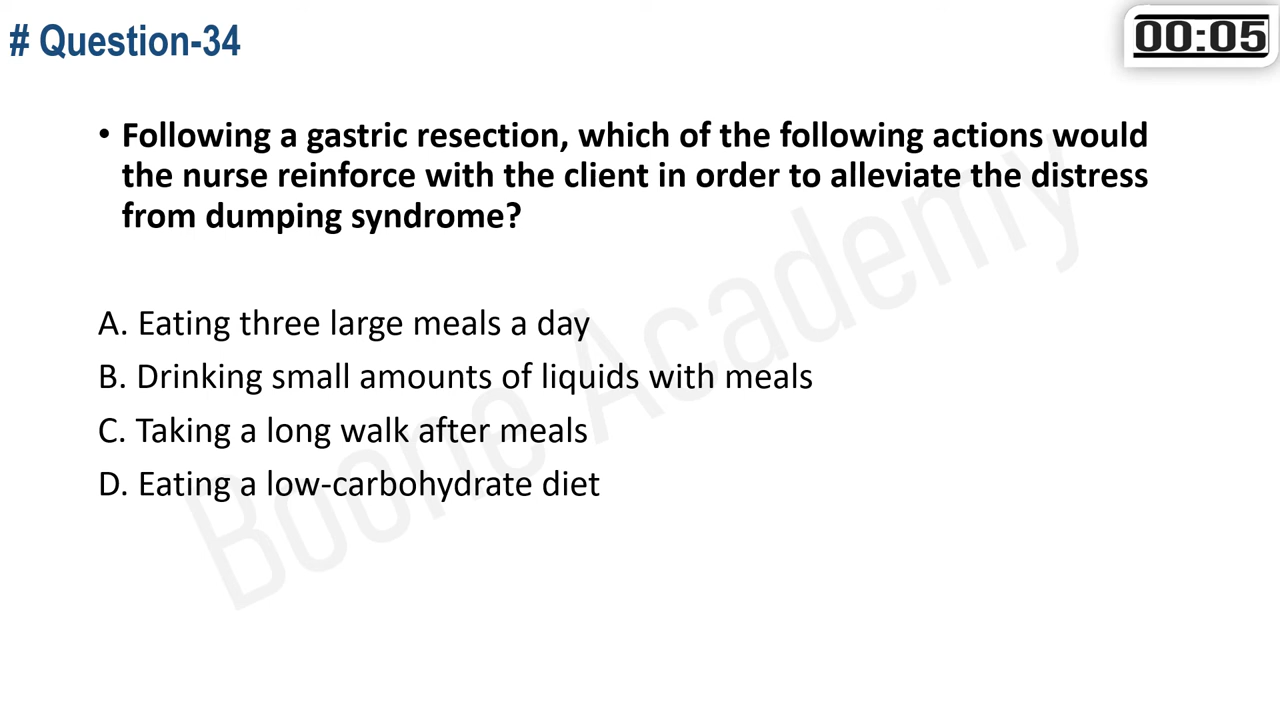 # Question-34
00:05
• Following a gastric resection, which of the following actions would
the nurse reinforce with the client in order to alleviate the distress
from dumping syndrome?
A. Eating three large meals a day
B. Drinking small amounts of liquids with meals
C. Taking a long walk after meals
D. Eating a low-carbohydrate diet
Boone Academy